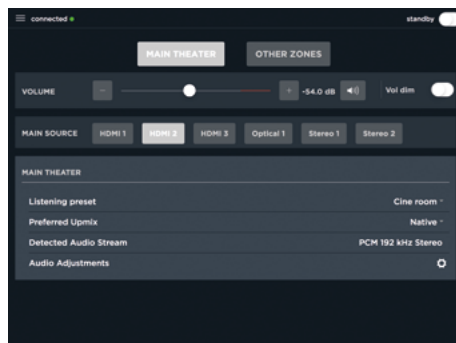 connected
standby
MAIN THEATER
OTHER ZONES
VOLUME - + -54.0 dB Vol dim
MAIN SOURCE HDMI 1 HDMI 2 HDMI 3 Optical 1 Stereo 1 Stereo 2
MAIN THEATER
Listening preset Cine room
Preferred Upmix Native
Detected Audio Stream PCM 192 kHz Stereo
Audio Adjustments